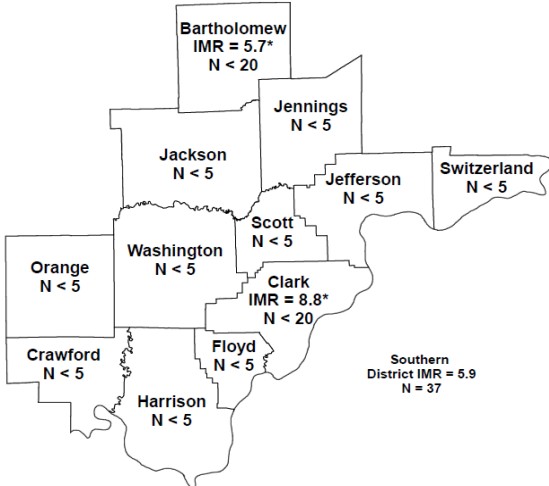 Bartholomew
IMR = 5.7*
N < 20
Jennings
N < 5
Jackson
N < 5
Jefferson
N < 5
Switzerland
N < 5
Scott
N < 5
Washington
N < 5
Orange
N < 5
Clark
IMR = 8.8*
N < 20
Crawford
N < 5
Floyd
N < 5
Harrison
N < 5
Southern
District IMR = 5.9
N = 37